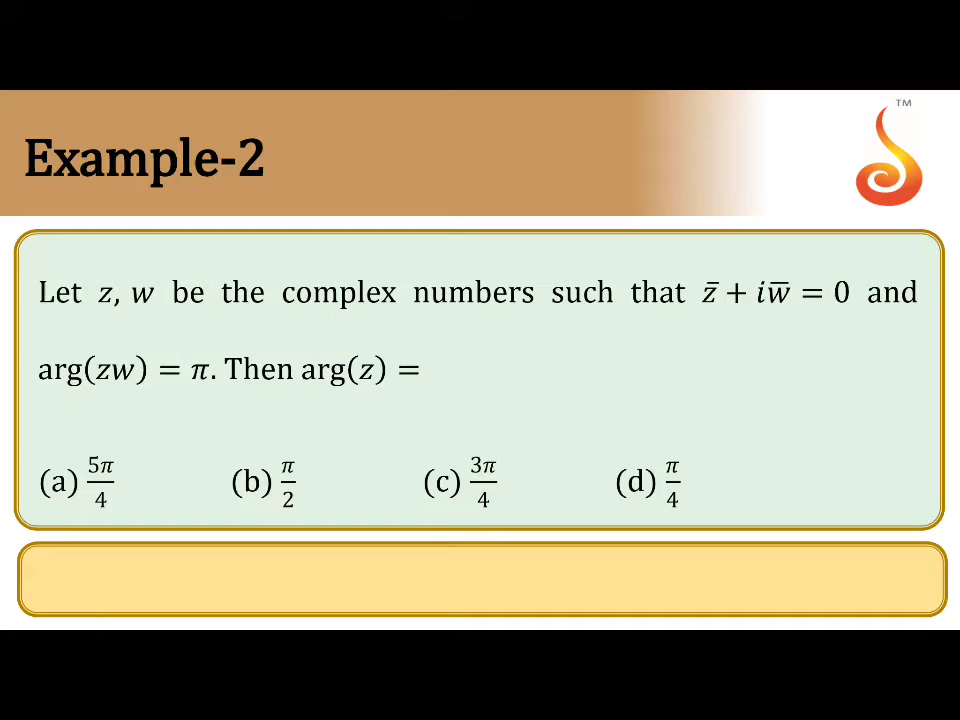 Example-2
TM
Let z, w be the complex numbers such that z̄ + iw̄ = 0 and
arg(zw) = π. Then arg(z) =
(a) 5π/4 (b) π/2 (c) 3π/4 (d) π/4